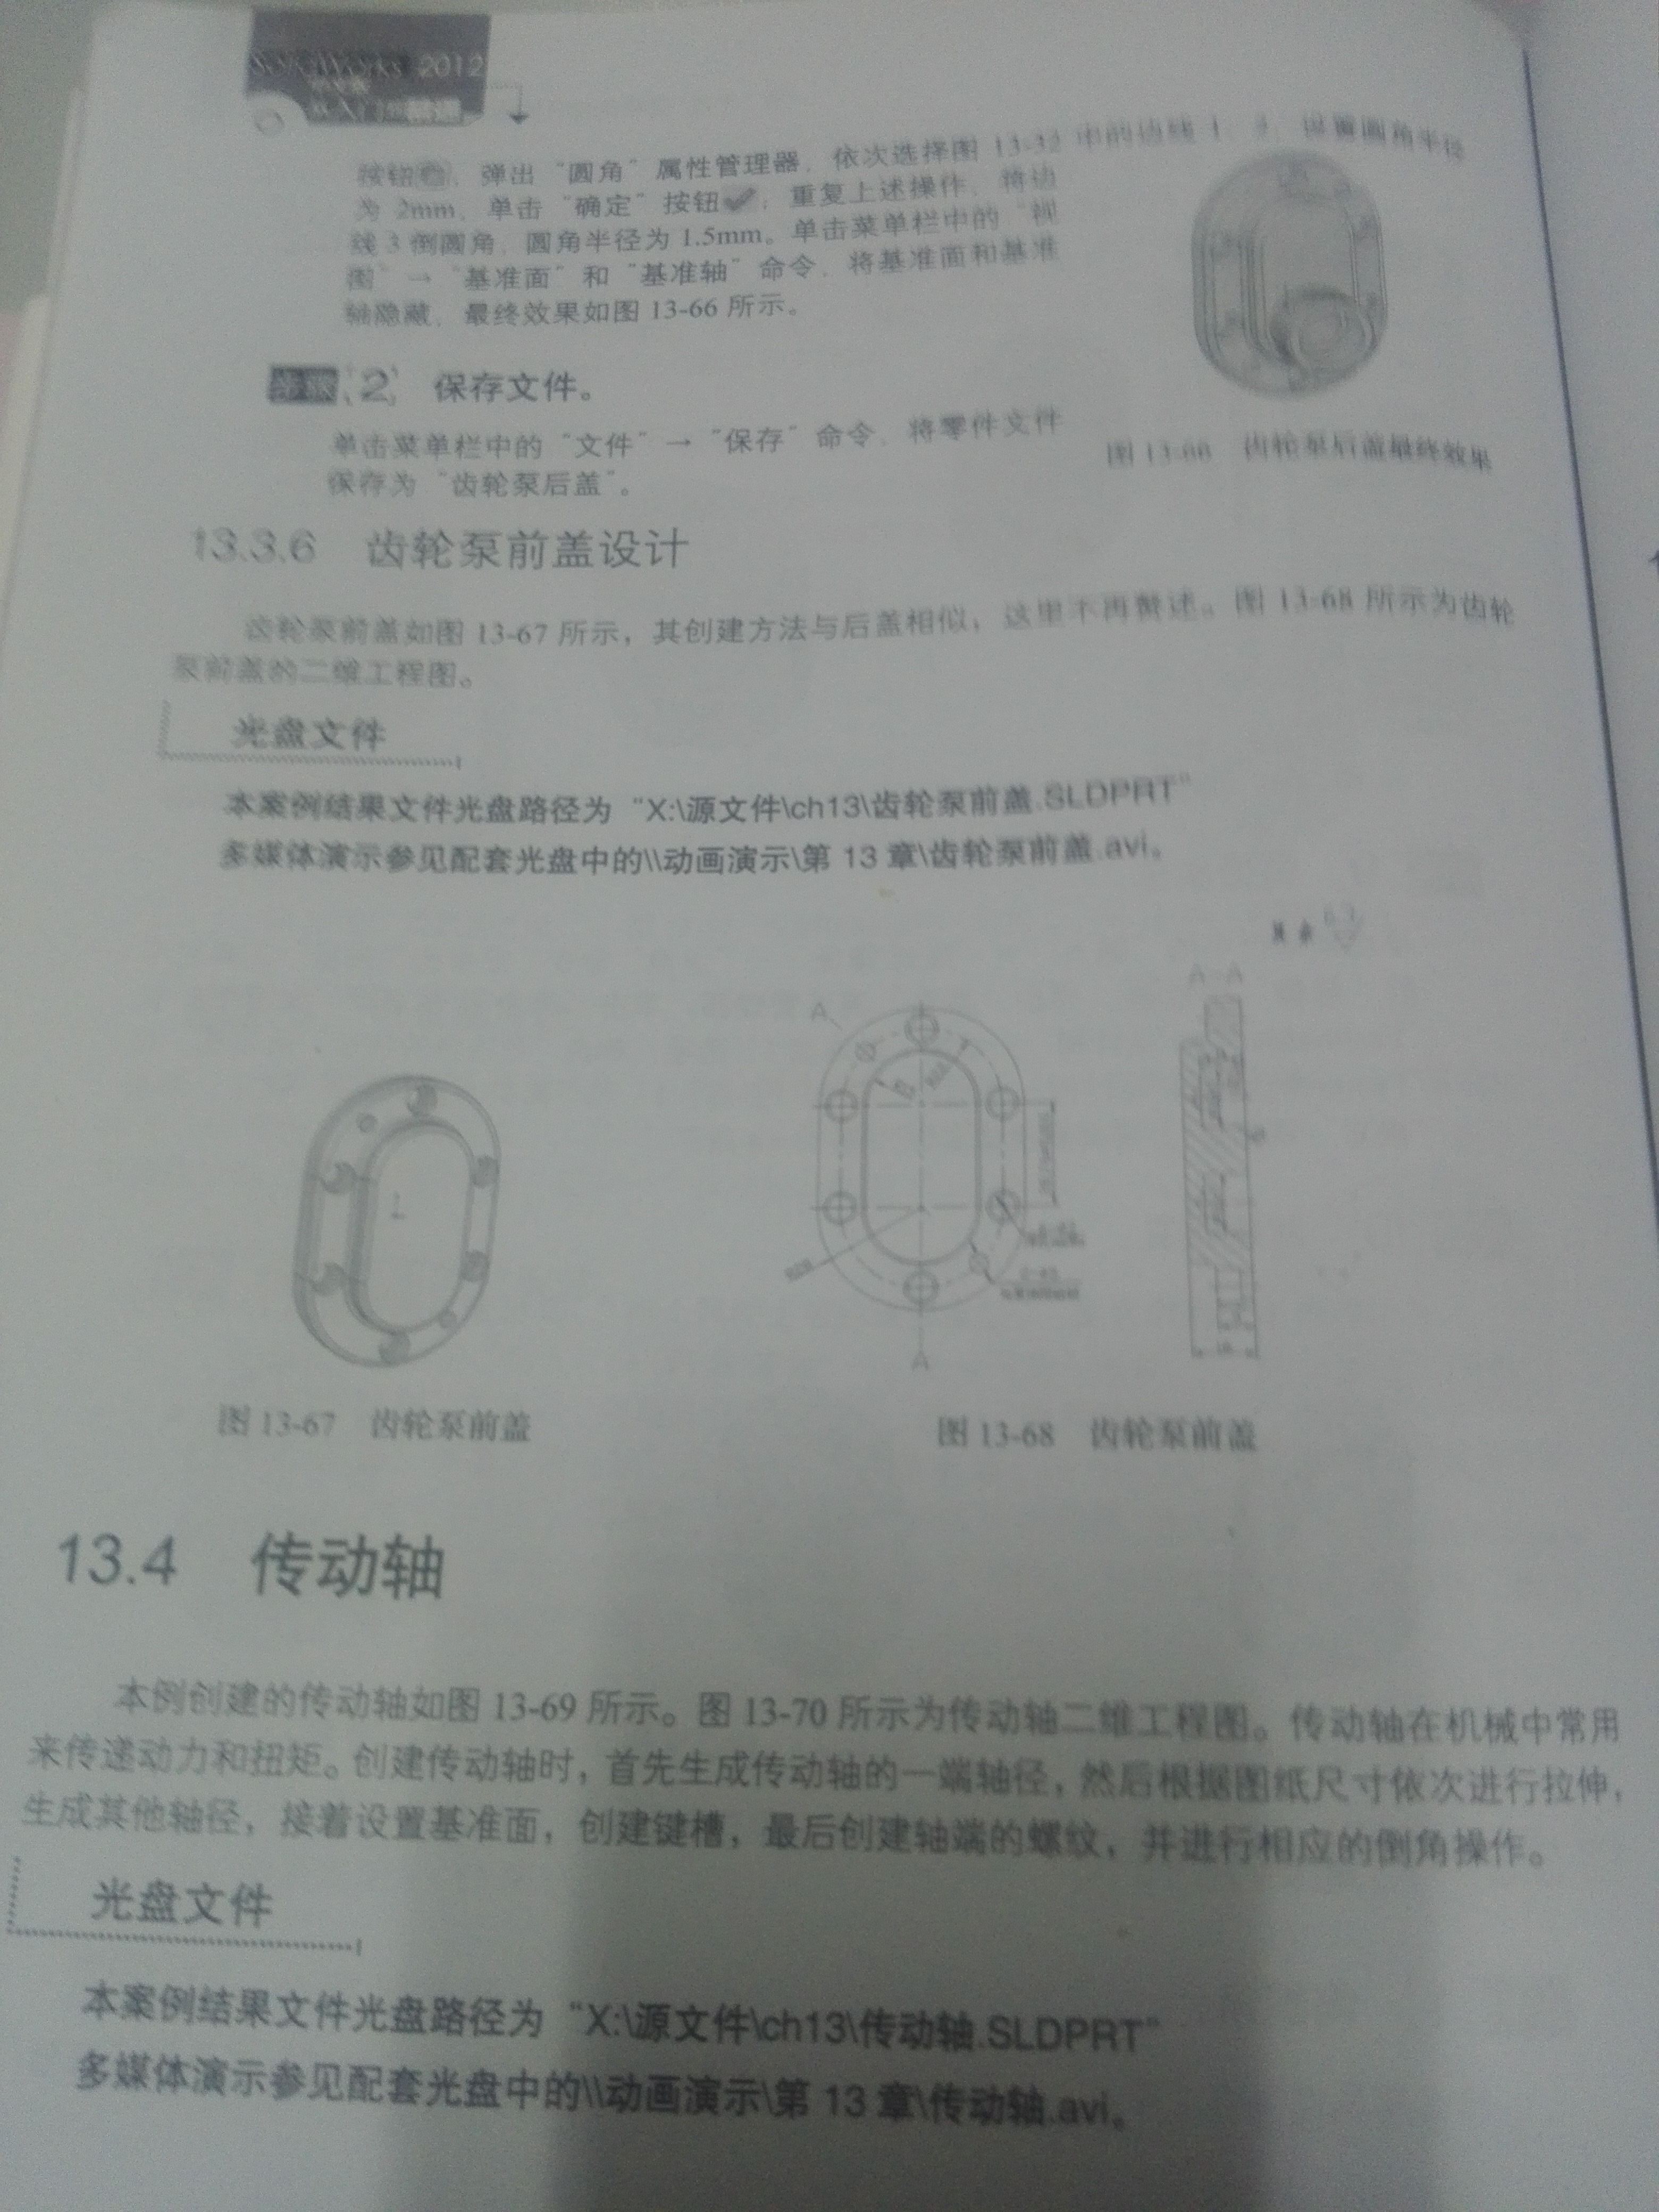 SolidWorks 2012
按钮，弹出“圆角”属性管理器，依次选择图 13-32 中的边线 1 设置圆角半径
为 2mm，单击“确定”按钮；重复上述操作，将边
线 3 倒圆角，圆角半径为 1.5mm。单击菜单栏中的“视
图”→“基准面”和“基准轴”命令，将基准面和基准
轴隐藏，最终效果如图 13-66 所示。
步骤 2 保存文件。
单击菜单栏中的“文件”→“保存”命令，将零件文件
保存为“齿轮泵后盖”。
图 13-66 齿轮泵后盖最终效果
13.3.6 齿轮泵前盖设计
齿轮泵前盖如图 13-67 所示，其创建方法与后盖相似，这里不再赘述。图 13-68 所示为齿轮
泵前盖的二维工程图。
光盘文件
本案例结果文件光盘路径为“X:\源文件\ch13\齿轮泵前盖.SLDPRT”
多媒体演示参见配套光盘中的\\动画演示\第 13 章\齿轮泵前盖.avi。
其余
A-A
A
A
图 13-67 齿轮泵前盖
图 13-68 齿轮泵前盖
13.4 传动轴
本例创建的传动轴如图 13-69 所示。图 13-70 所示为传动轴二维工程图。传动轴在机械中常用
来传递动力和扭矩。创建传动轴时，首先生成传动轴的一端轴径，然后根据图纸尺寸依次进行拉伸，
生成其他轴径，接着设置基准面，创建键槽，最后创建轴端的螺纹，并进行相应的倒角操作。
光盘文件
本案例结果文件光盘路径为“X:\源文件\ch13\传动轴.SLDPRT”
多媒体演示参见配套光盘中的\\动画演示\第 13 章\传动轴.avi。